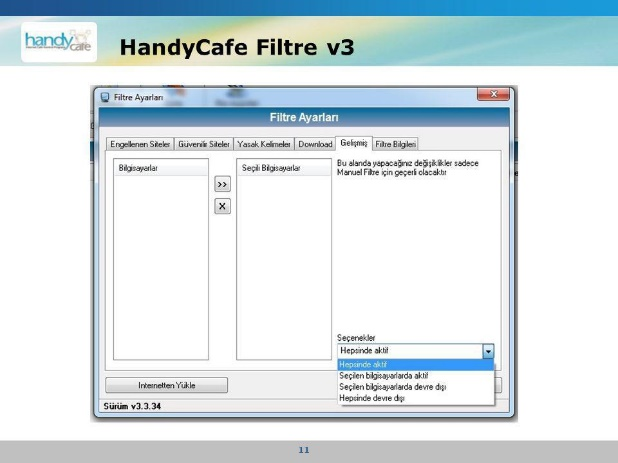 handy cafe
HandyCafe Filtre v3
Filtre Ayarları
Filtre Ayarları
Engellenen Siteler Güvenilir Siteler Yasak Kelimeler Download Gelişmiş Filtre Bilgileri
Bilgisayarlar
Seçili Bilgisayarlar
Bu alanda yapacağınız değişiklikler sadece
Manuel Filtre için geçerli olacaktır
>>
X
Seçenekler
Hepsinde aktif
Hepsinde aktif
Seçilen bilgisayarlarda aktif
Seçilen bilgisayarlarda devre dışı
Hepsinde devre dışı
Internetten Yükle
Sürüm v3.3.34
11